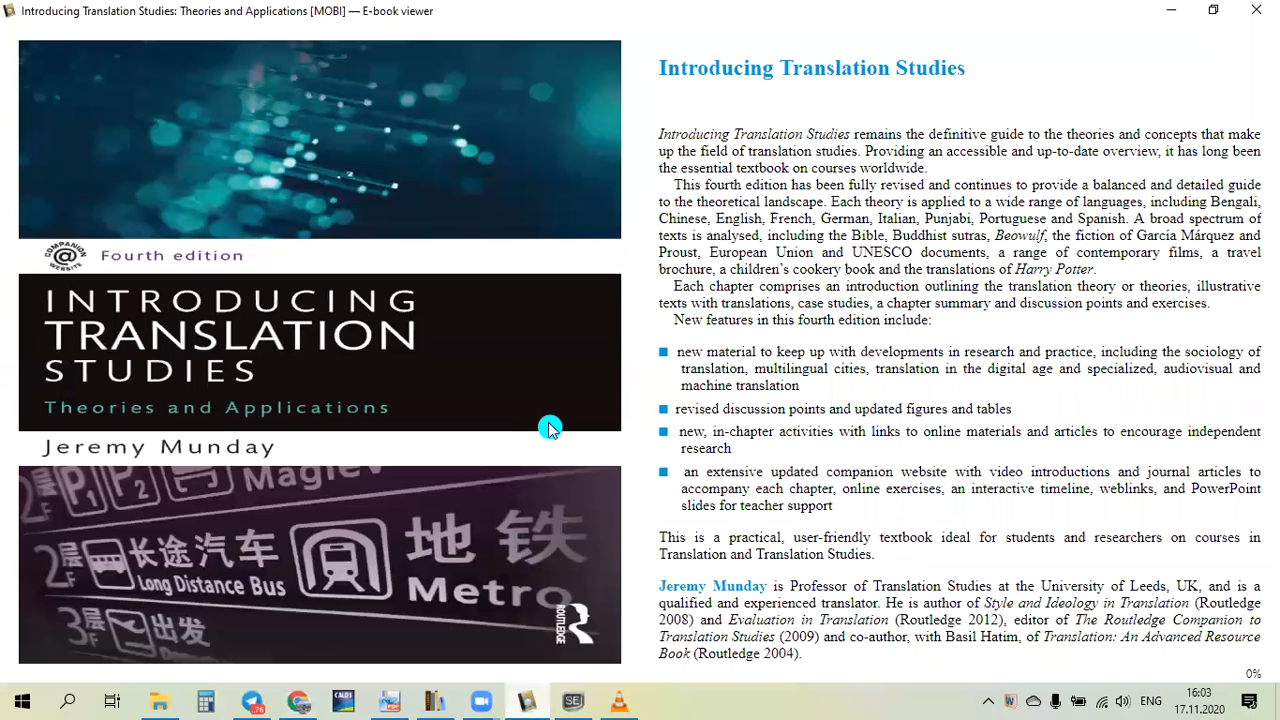 Introducing Translation Studies: Theories and Applications [MOBI] — E-book viewer
COMPANION
@
WEBSITE
Fourth edition
INTRODUCING
TRANSLATION
STUDIES
Theories and Applications
Jeremy Munday
2F P1 P2 Maglev
2F层 长途汽车 地铁
Long Distance Bus Metro
3F层 出发
ROUTLEDGE
Introducing Translation Studies
Introducing Translation Studies remains the definitive guide to the theories and concepts that make
up the field of translation studies. Providing an accessible and up-to-date overview, it has long been
the essential textbook on courses worldwide.
This fourth edition has been fully revised and continues to provide a balanced and detailed guide
to the theoretical landscape. Each theory is applied to a wide range of languages, including Bengali,
Chinese, English, French, German, Italian, Punjabi, Portuguese and Spanish. A broad spectrum of
texts is analysed, including the Bible, Buddhist sutras, Beowulf, the fiction of García Márquez and
Proust, European Union and UNESCO documents, a range of contemporary films, a travel
brochure, a children’s cookery book and the translations of Harry Potter.
Each chapter comprises an introduction outlining the translation theory or theories, illustrative
texts with translations, case studies, a chapter summary and discussion points and exercises.
New features in this fourth edition include:
■ new material to keep up with developments in research and practice, including the sociology of
translation, multilingual cities, translation in the digital age and specialized, audiovisual and
machine translation
■ revised discussion points and updated figures and tables
■ new, in-chapter activities with links to online materials and articles to encourage independent
research
■ an extensive updated companion website with video introductions and journal articles to
accompany each chapter, online exercises, an interactive timeline, weblinks, and PowerPoint
slides for teacher support
This is a practical, user-friendly textbook ideal for students and researchers on courses in
Translation and Translation Studies.
Jeremy Munday is Professor of Translation Studies at the University of Leeds, UK, and is a
qualified and experienced translator. He is author of Style and Ideology in Translation (Routledge
2008) and Evaluation in Translation (Routledge 2012), editor of The Routledge Companion to
Translation Studies (2009) and co-author, with Basil Hatim, of Translation: An Advanced Resource
Book (Routledge 2004).
0%
76
CALD3
SEI
ENG
16:03
17.11.2020